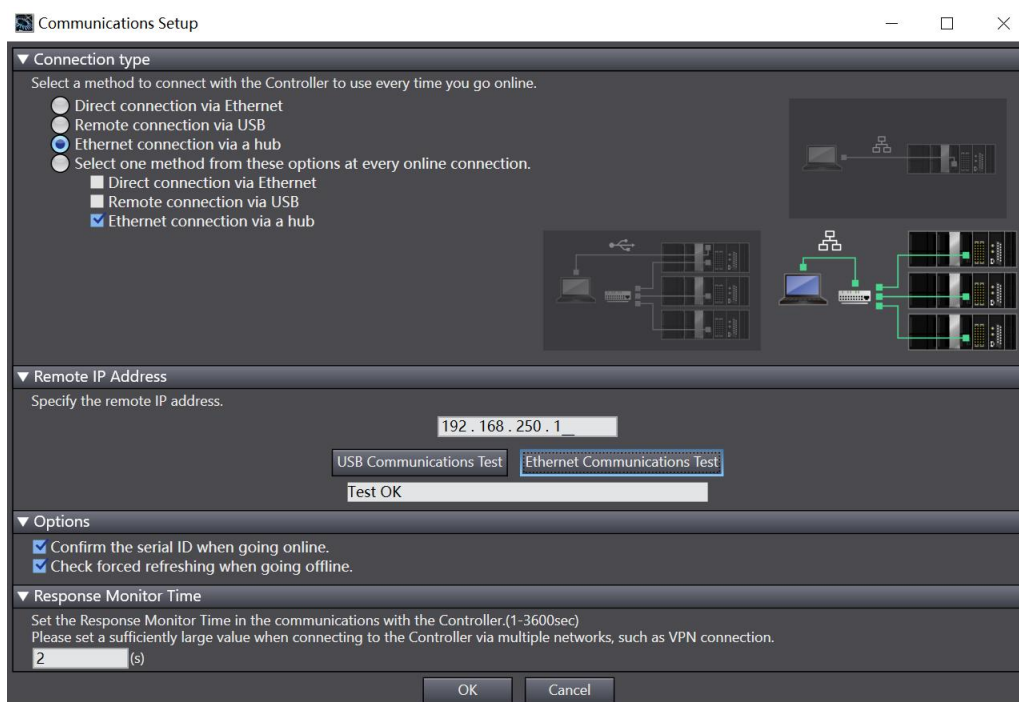 Communications Setup
▼ Connection type
Select a method to connect with the Controller to use every time you go online.
Direct connection via Ethernet
Remote connection via USB
Ethernet connection via a hub
Select one method from these options at every online connection.
Direct connection via Ethernet
Remote connection via USB
Ethernet connection via a hub
▼ Remote IP Address
Specify the remote IP address.
192 . 168 . 250 . 1__
USB Communications Test Ethernet Communications Test
Test OK
▼ Options
Confirm the serial ID when going online.
Check forced refreshing when going offline.
▼ Response Monitor Time
Set the Response Monitor Time in the communications with the Controller.(1-3600sec)
Please set a sufficiently large value when connecting to the Controller via multiple networks, such as VPN connection.
2 (s)
OK Cancel